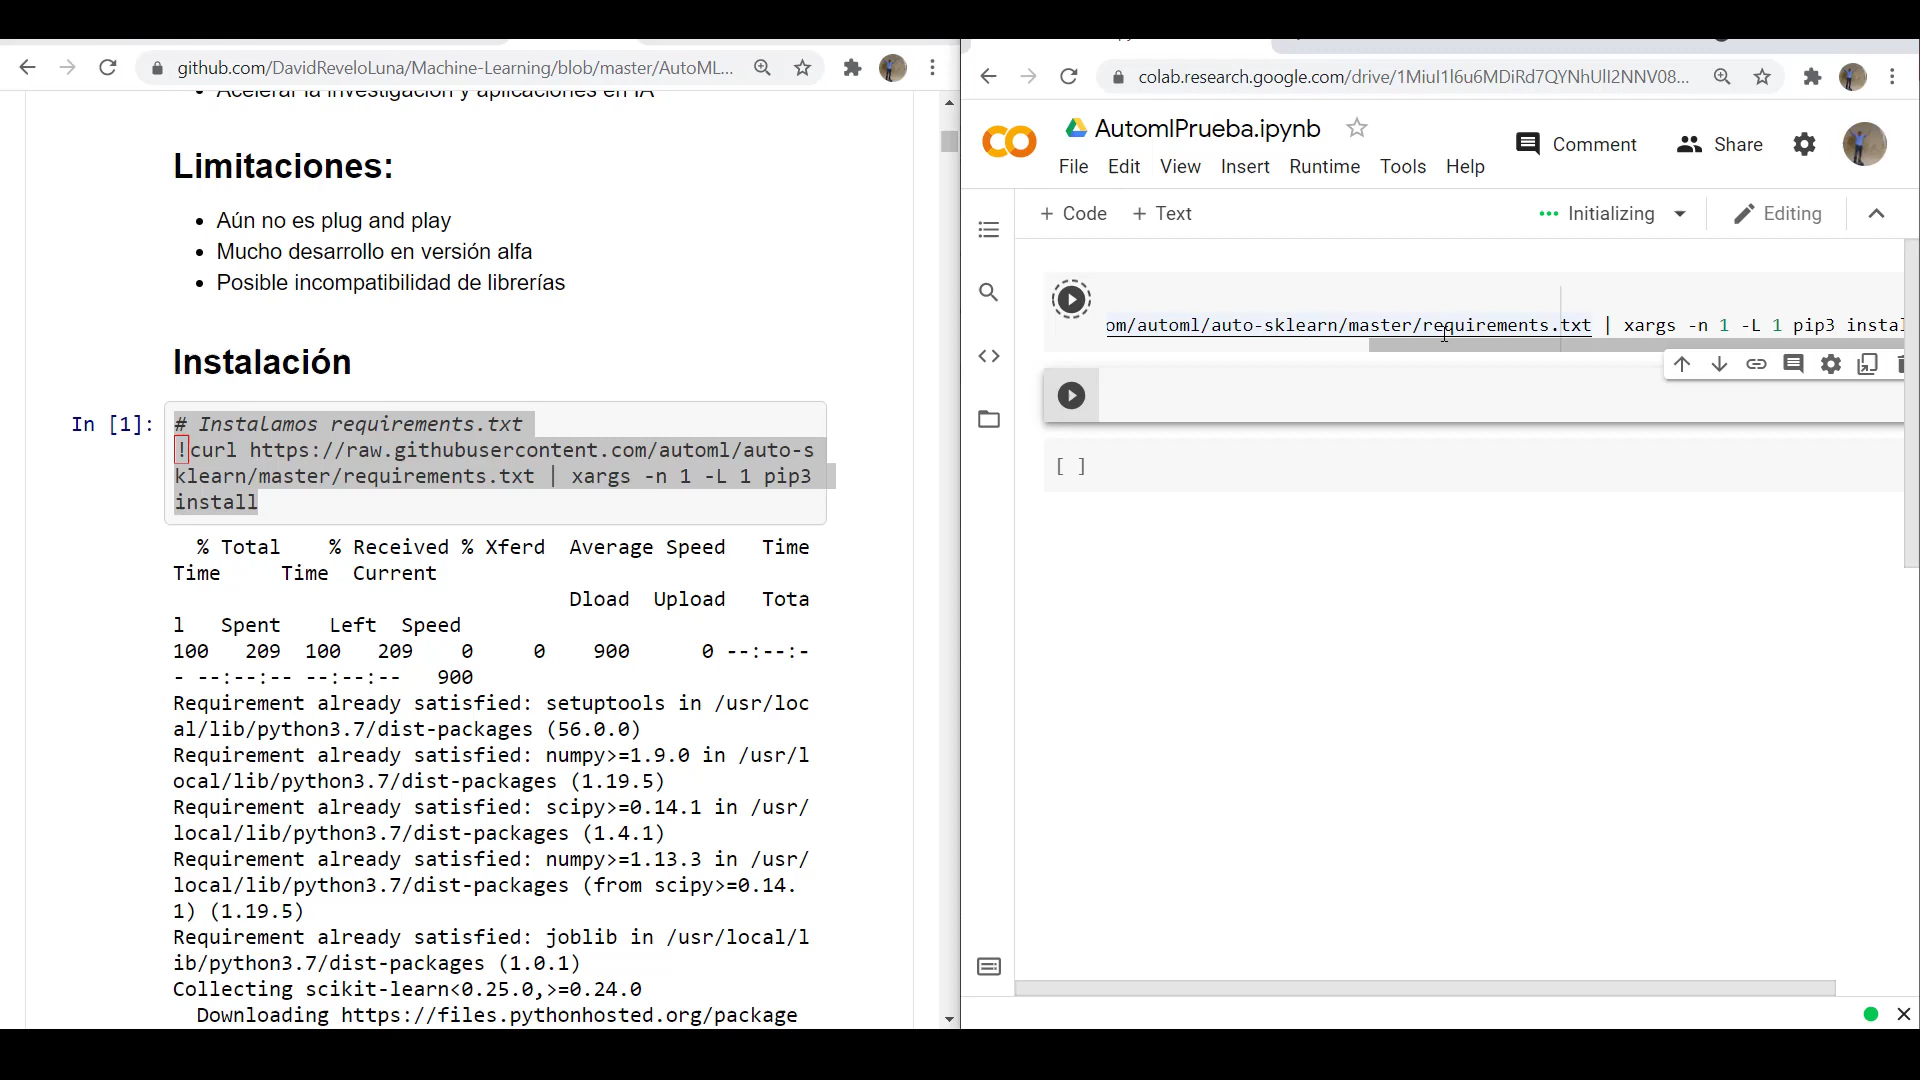 github.com/DavidReveloLuna/Machine-Learning/blob/master/AutoML...
Acelerar la investigación y aplicaciones en IA
Limitaciones:
Aún no es plug and play
Mucho desarrollo en versión alfa
Posible incompatibilidad de librerías
Instalación
In [1]:
# Instalamos requirements.txt
!curl https://raw.githubusercontent.com/automl/auto-s
klearn/master/requirements.txt | xargs -n 1 -L 1 pip3
install
% Total    % Received % Xferd  Average Speed   Time
Time     Time  Current
Dload  Upload   Tota
l   Spent    Left  Speed
100   209  100   209    0     0    900      0 --:--:-
- --:--:-- --:--:--   900
Requirement already satisfied: setuptools in /usr/loc
al/lib/python3.7/dist-packages (56.0.0)
Requirement already satisfied: numpy>=1.9.0 in /usr/l
ocal/lib/python3.7/dist-packages (1.19.5)
Requirement already satisfied: scipy>=0.14.1 in /usr/
local/lib/python3.7/dist-packages (1.4.1)
Requirement already satisfied: numpy>=1.13.3 in /usr/
local/lib/python3.7/dist-packages (from scipy>=0.14.
1) (1.19.5)
Requirement already satisfied: joblib in /usr/local/l
ib/python3.7/dist-packages (1.0.1)
Collecting scikit-learn<0.25.0,>=0.24.0
Downloading https://files.pythonhosted.org/package
colab.research.google.com/drive/1MiuI1l6u6MDiRd7QYNhUlI2NNV08...
AutomlPrueba.ipynb
Comment
Share
File Edit View Insert Runtime Tools Help
+ Code + Text
Initializing
Editing
om/automl/auto-sklearn/master/requirements.txt | xargs -n 1 -L 1 pip3 instal
[ ]